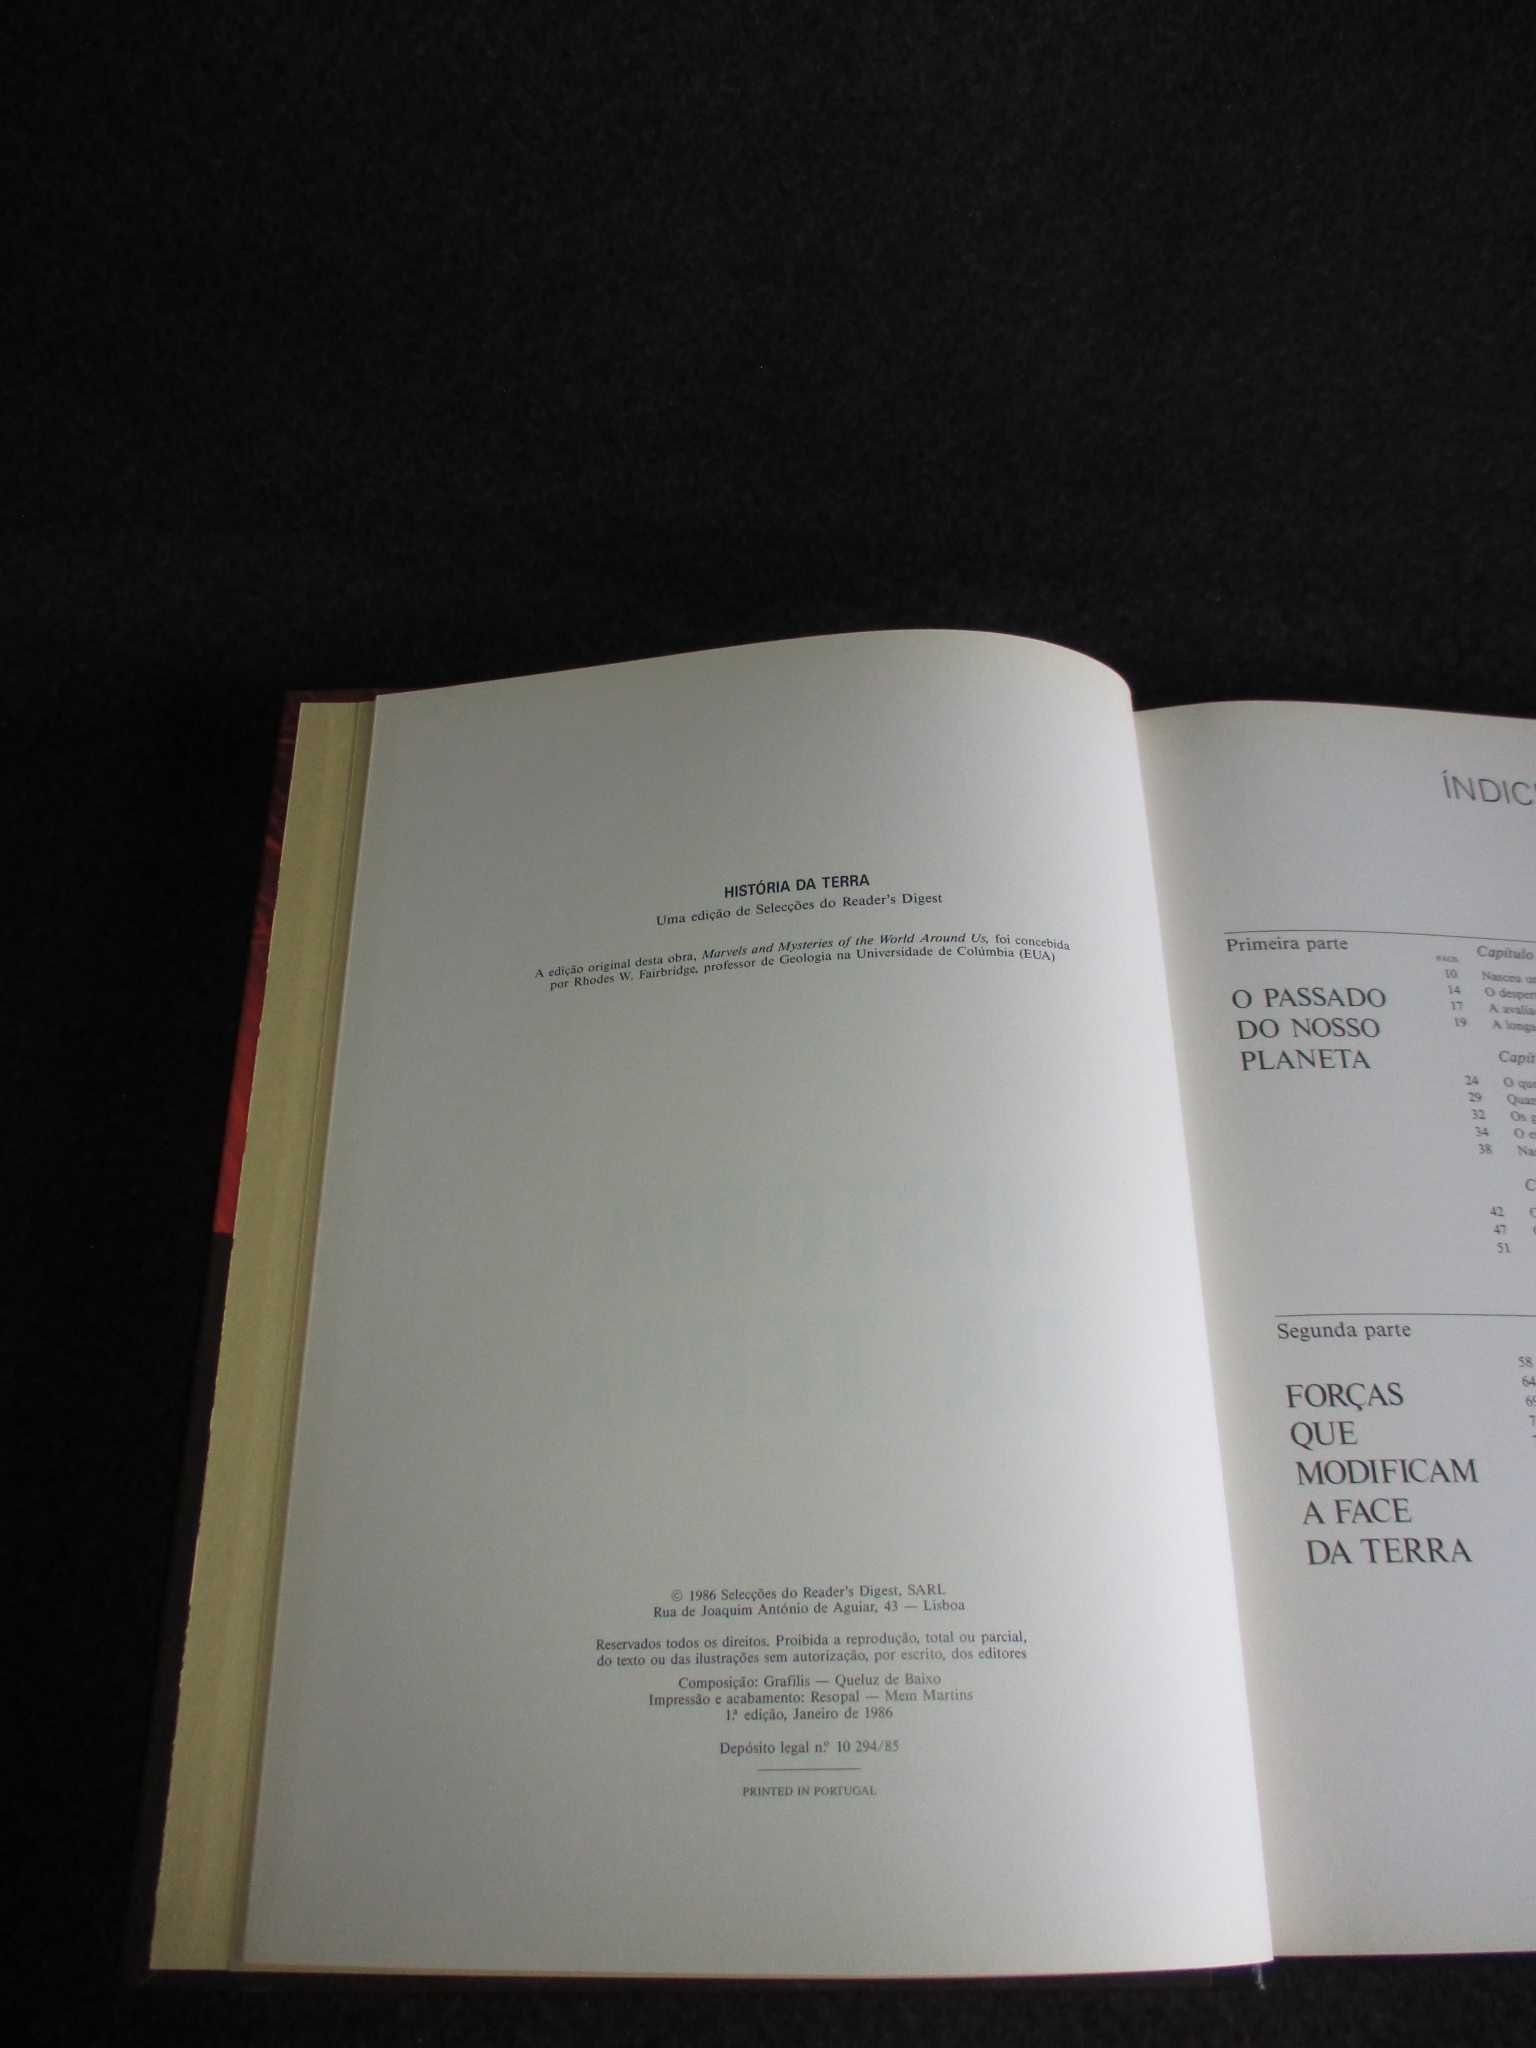 HISTÓRIA DA TERRA
Uma edição de Selecções do Reader's Digest
A edição original desta obra, Marvels and Mysteries of the World Around Us, foi concebida
por Rhodes W. Fairbridge, professor de Geologia na Universidade de Colúmbia (EUA)
© 1986 Selecções do Reader's Digest, SARL
Rua de Joaquim António de Aguiar, 43 — Lisboa
Reservados todos os direitos. Proibida a reprodução, total ou parcial,
do texto ou das ilustrações sem autorização, por escrito, dos editores
Composição: Grafilis — Queluz de Baixo
Impressão e acabamento: Resopal — Mem Martins
1.ª edição, Janeiro de 1986
Depósito legal n.º 10 294/85
PRINTED IN PORTUGAL
ÍNDIC
Primeira parte
O PASSADO
DO NOSSO
PLANETA
Capítulo
10 Nasceu
14 O
17 A
19 A
24 O
29
32 Os
34 O
38
42
47
51
Segunda parte
FORÇAS
QUE
MODIFICAM
A FACE
DA TERRA
58
64